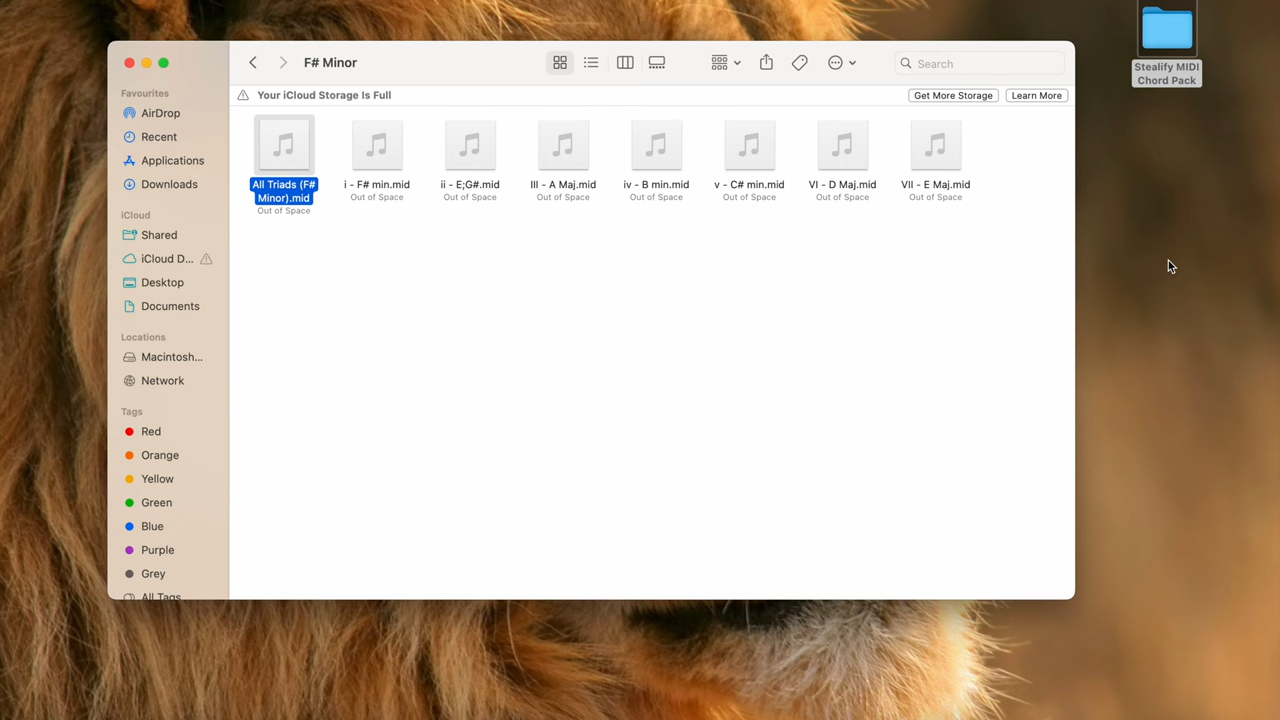 Stealify MIDI
Chord Pack
F# Minor
Search
Your iCloud Storage Is Full
Get More Storage
Learn More
Favourites
AirDrop
Recent
Applications
Downloads
iCloud
Shared
iCloud D...
Desktop
Documents
Locations
Macintosh...
Network
Tags
Red
Orange
Yellow
Green
Blue
Purple
Grey
All Tags
All Triads (F#
Minor).mid
Out of Space
i - F# min.mid
Out of Space
ii - E;G#.mid
Out of Space
III - A Maj.mid
Out of Space
iv - B min.mid
Out of Space
v - C# min.mid
Out of Space
VI - D Maj.mid
Out of Space
VII - E Maj.mid
Out of Space